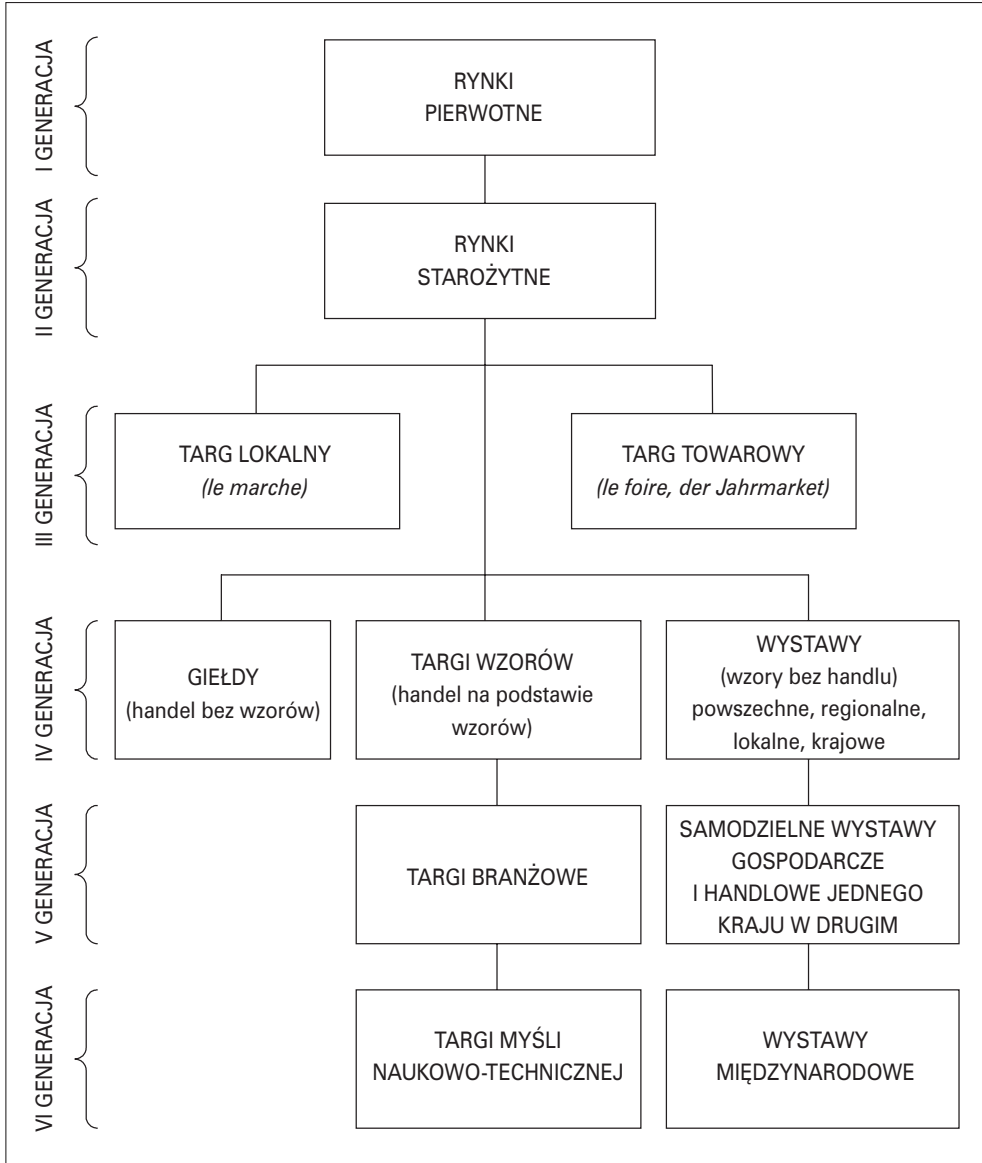 I GENERACJA
RYNKI
PIERWOTNE
II GENERACJA
RYNKI
STAROŻYTNE
III GENERACJA
TARG LOKALNY
(le marche)
TARG TOWAROWY
(le foire, der Jahrmarket)
IV GENERACJA
GIEŁDY
(handel bez wzorów)
TARGI WZORÓW
(handel na podstawie
wzorów)
WYSTAWY
(wzory bez handlu)
powszechne, regionalne,
lokalne, krajowe
V GENERACJA
TARGI BRANŻOWE
SAMODZIELNE WYSTAWY
GOSPODARCZE
I HANDLOWE JEDNEGO
KRAJU W DRUGIM
VI GENERACJA
TARGI MYŚLI
NAUKOWO-TECHNICZNEJ
WYSTAWY
MIĘDZYNARODOWE